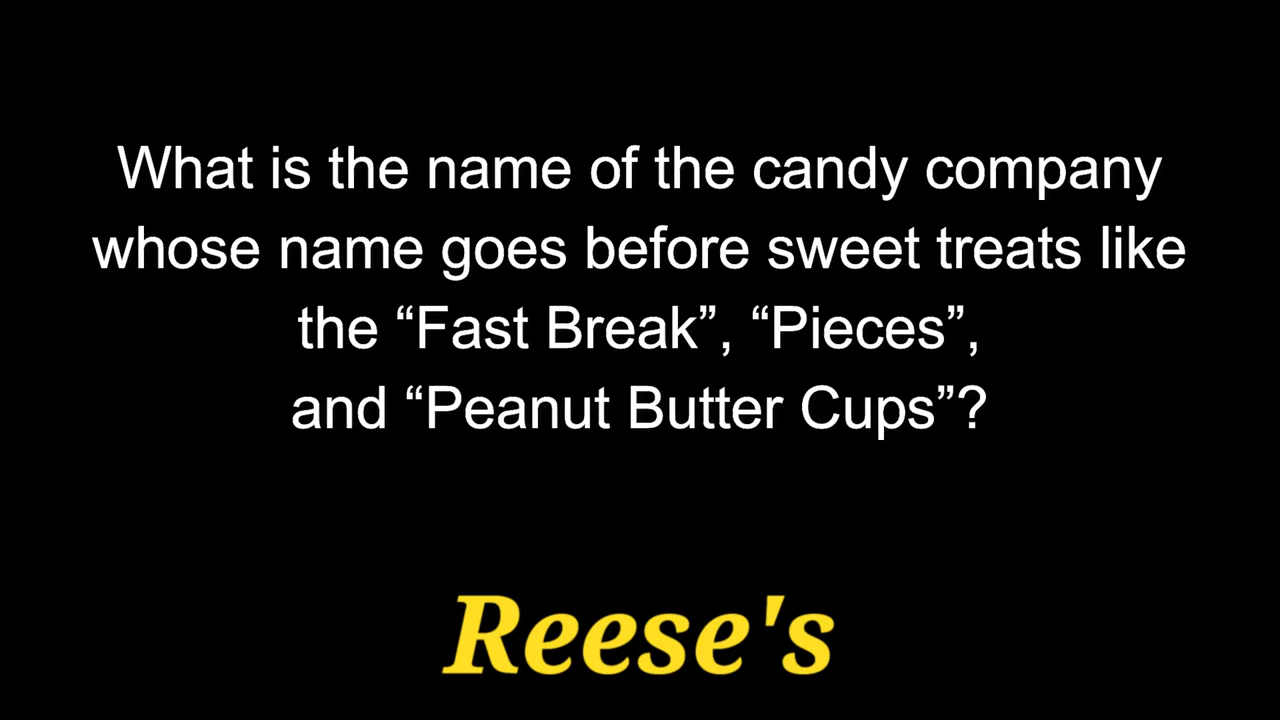 What is the name of the candy company
whose name goes before sweet treats like
the “Fast Break”, “Pieces”,
and “Peanut Butter Cups”?
Reese's